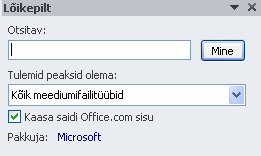 Lõikepilt
Otsitav:
Mine
Tulemid peaksid olema:
Kõik meediumifailitüübid
Kaasa saidi Office.com sisu
Pakkuja: Microsoft